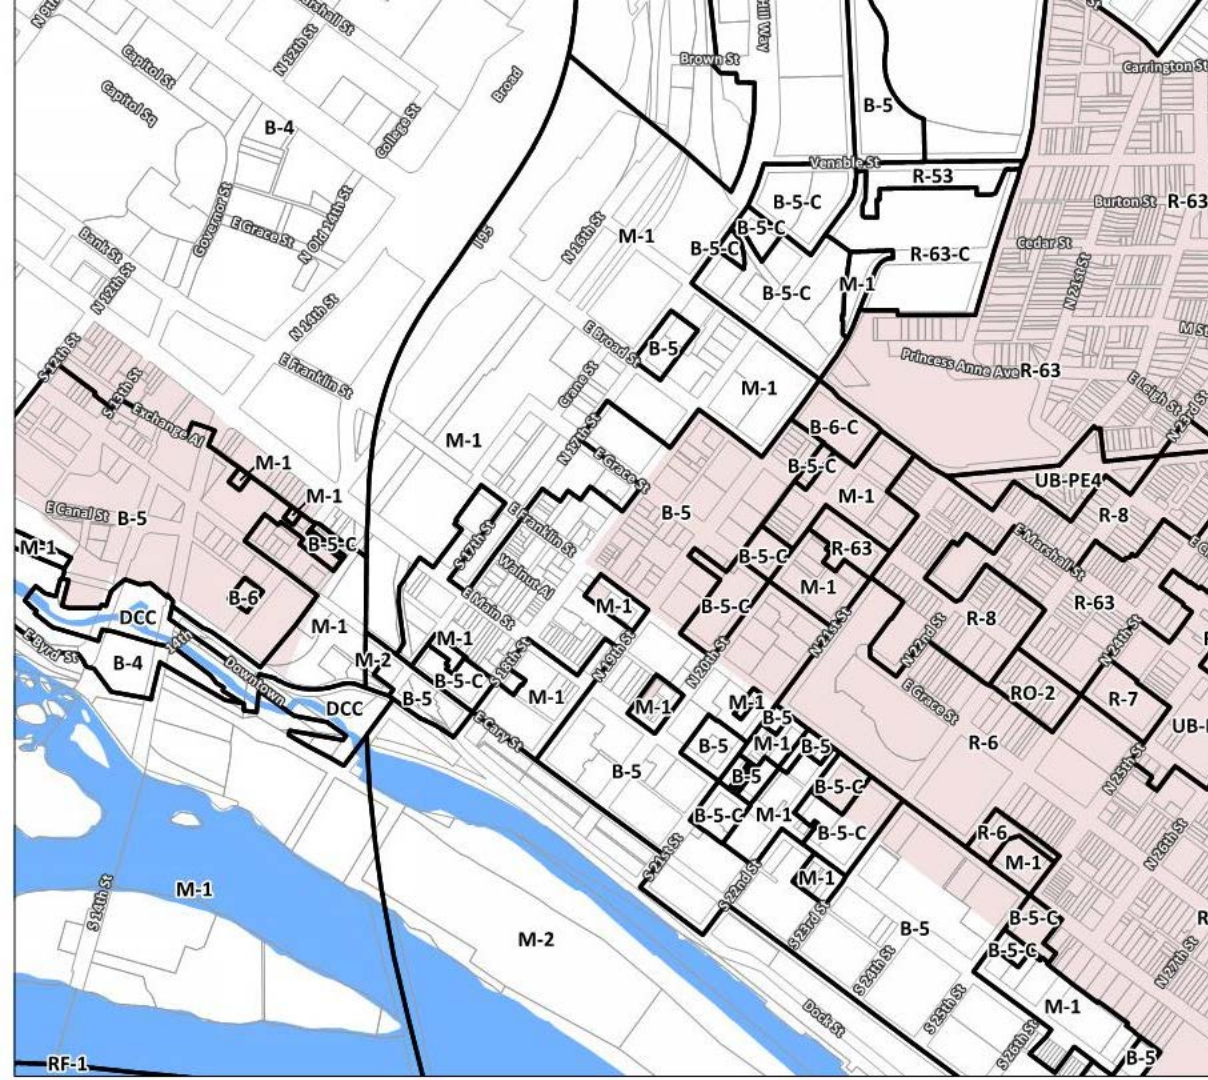 N 9th
Marshall St
N 12th St
Capitol St
Capitol Sq
B-4
College St
Broad
Brown St
Hill Way
B-5
Carrington St
Venable St
R-53
Burton St
R-63
Governor St
E Grace St
N Old 14th St
Bank St
N 12th St
N 14th St
E Franklin St
I 95
N 16th St
M-1
B-5-C
B-5-C
B-5-C
B-5-C
R-63-C
M-1
Cedar St
N 21st St
M St
E Broad St
B-5
Crane St
M-1
Princess Anne Ave
R-63
E Leigh St
N 23rd St
S 12th St
S 13th St
Exchange Al
M-1
M-1
E Canal St
B-5
B-5-C
M-1
M-1
N 17th St
E Grace St
B-6-C
B-5-C
M-1
B-5
UB-PE4
R-8
E Franklin St
S 17th St
Walnut Al
E Main St
B-5-C
R-63
M-1
E Marshall St
B-6
DCC
B-4
E Byrd St
14th
Downtown
M-1
M-2
M-1
B-5-C
B-5
DCC
S 18th St
M-1
M-1
N 19th St
B-5-C
N 20th St
N 21st St
N 22nd St
R-8
R-63
N 24th St
E Grace St
RO-2
R-7
R-6
N 25th St
E Cary St
B-5
M-1
M-1
B-5
B-5
M-1
B-5
B-5
B-5-C
B-5-C
M-1
B-5-C
M-1
S 21st St
S 22nd St
S 23rd St
S 24th St
S 25th St
S 26th St
B-5
R-6
M-1
N 26th St
B-5-C
B-5-C
N 27th St
M-1
B-5
Dock St
S 14th St
M-1
M-2
RF-1